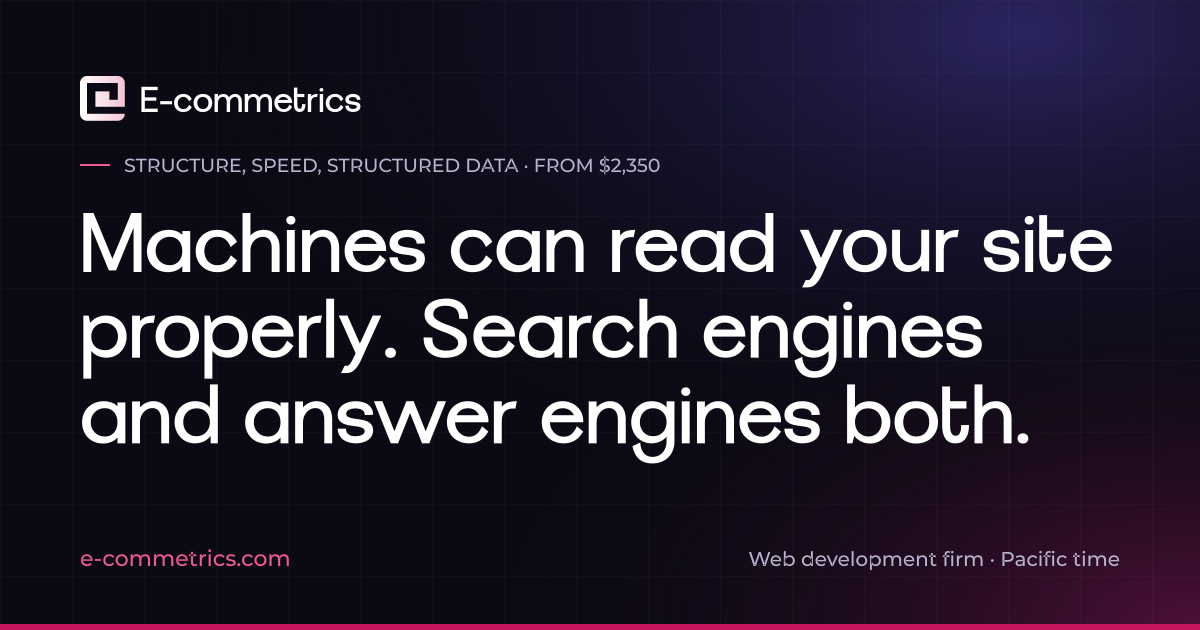 E-commetrics
STRUCTURE, SPEED, STRUCTURED DATA · FROM $2,350
Machines can read your site
properly. Search engines
and answer engines both.
e-commetrics.com
Web development firm · Pacific time